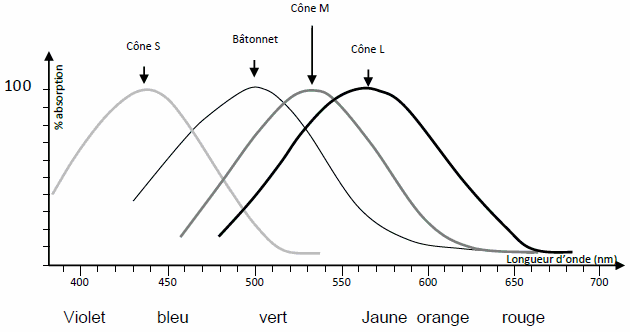 Cône M
Bâtonnet
Cône S
Cône L
100
% absorption
Longueur d'onde (nm)
400 450 500 550 600 650 700
Violet bleu vert Jaune orange rouge